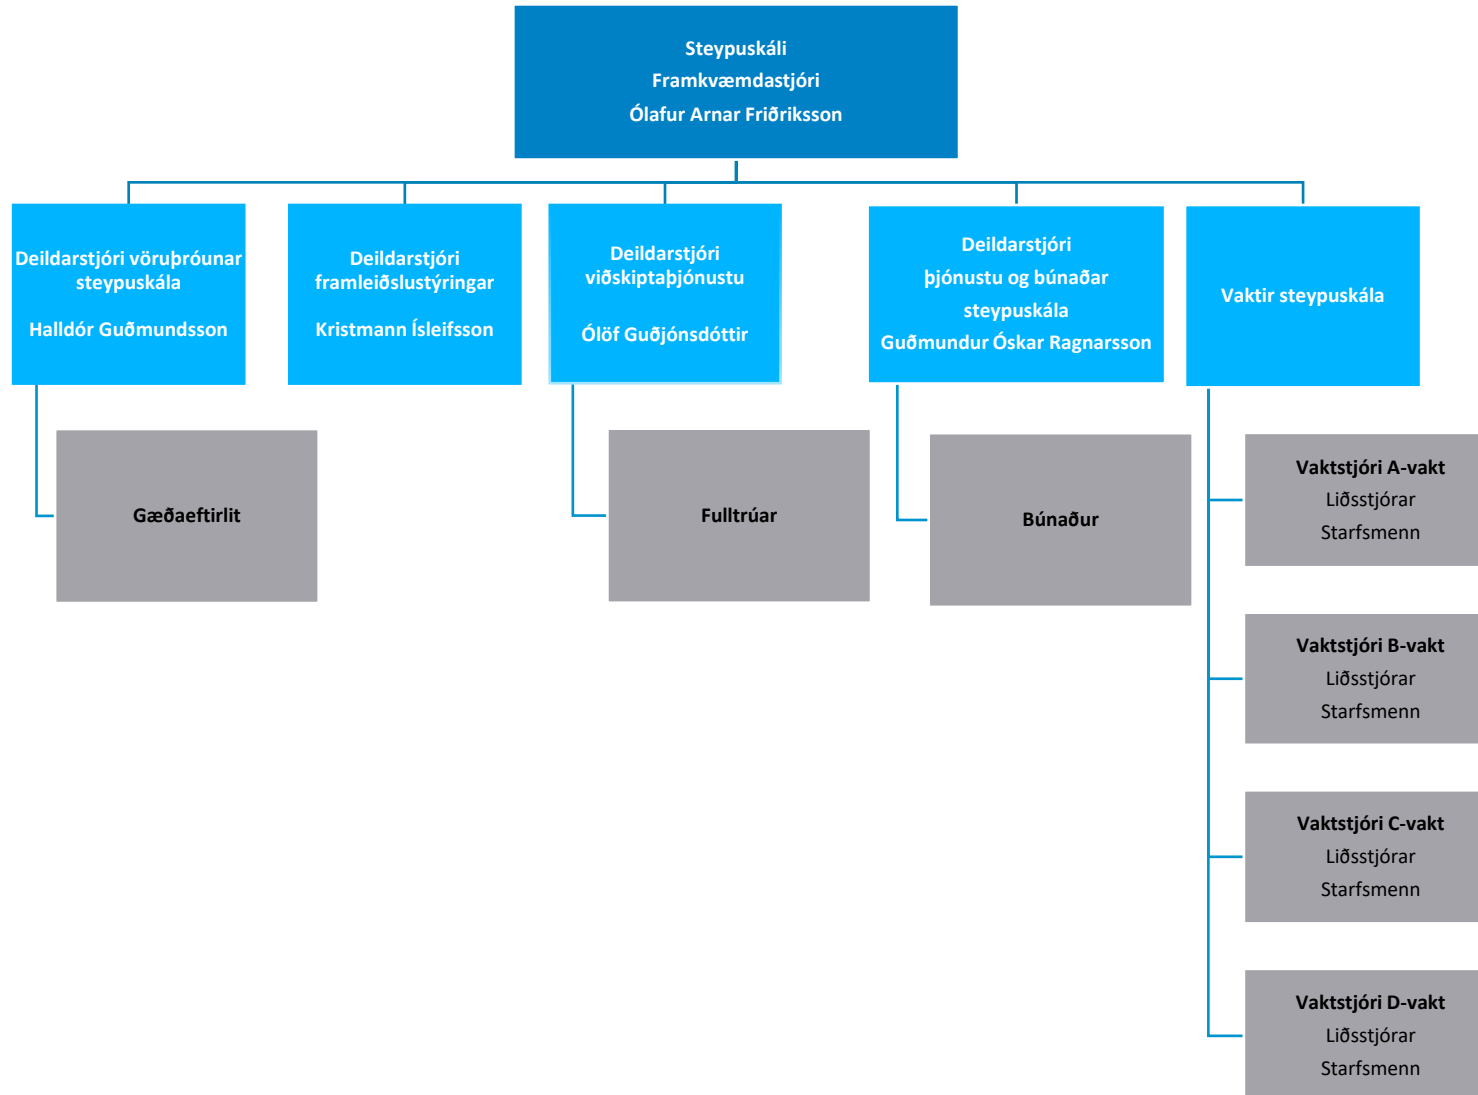 Steypuskáli
Framkvæmdastjóri
Ólafur Arnar Friðriksson
Deildarstjóri vöruþróunar
steypuskála
Halldór Guðmundsson
Deildarstjóri
framleiðslustýringar
Kristmann Ísleifsson
Deildarstjóri
viðskiptaþjónustu
Ólöf Guðjónsdóttir
Deildarstjóri
þjónustu og búnaðar
steypuskála
Guðmundur Óskar Ragnarsson
Vaktir steypuskála
Gæðaeftirlit
Fulltrúar
Búnaður
Vaktstjóri A-vakt
Liðsstjórar
Starfsmenn
Vaktstjóri B-vakt
Liðsstjórar
Starfsmenn
Vaktstjóri C-vakt
Liðsstjórar
Starfsmenn
Vaktstjóri D-vakt
Liðsstjórar
Starfsmenn